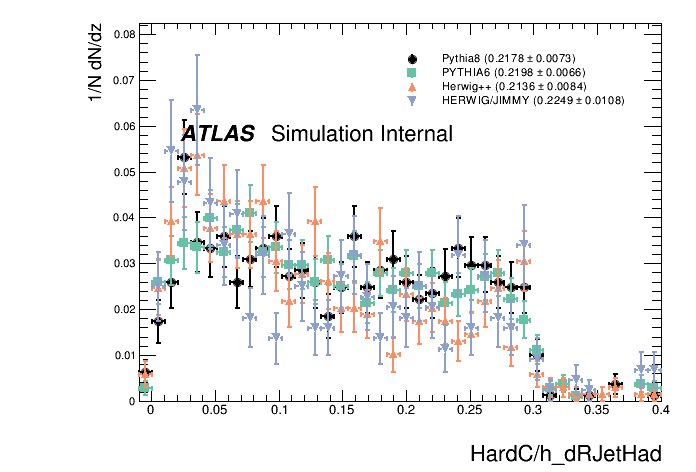 1/N dN/dz
0.08
0.07
0.06
0.05
0.04
0.03
0.02
0.01
0
Pythia8 (0.2178 ± 0.0073)
PYTHIA6 (0.2198 ± 0.0066)
Herwig++ (0.2136 ± 0.0084)
HERWIG/JIMMY (0.2249 ± 0.0108)
ATLAS Simulation Internal
0 0.05 0.1 0.15 0.2 0.25 0.3 0.35 0.4
HardC/h_dRJetHad